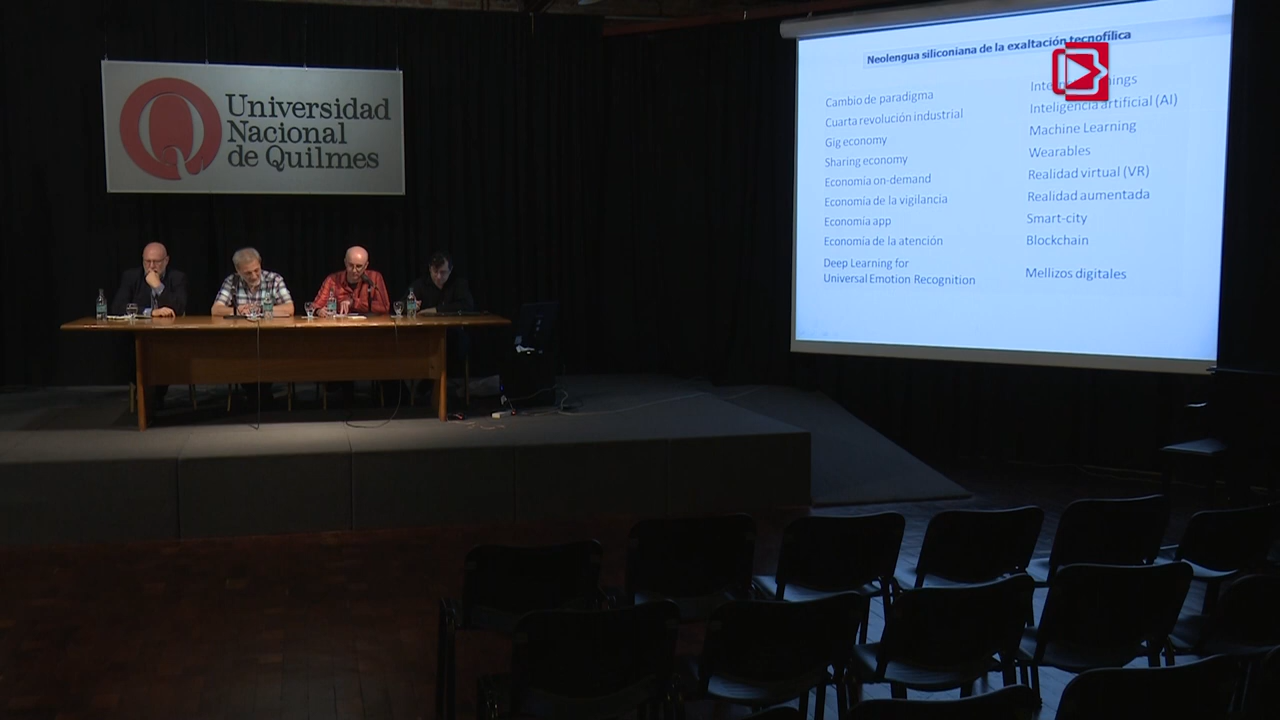 Universidad
Nacional
de Quilmes
Neolengua siliconiana de la exaltación tecnofílica
Cambio de paradigma
Cuarta revolución industrial
Gig economy
Sharing economy
Economía on-demand
Economía de la vigilancia
Economía app
Economía de la atención
Deep Learning for
Universal Emotion Recognition
Inteligencia artificial (AI)
Machine Learning
Wearables
Realidad virtual (VR)
Realidad aumentada
Smart-city
Blockchain
Mellizos digitales